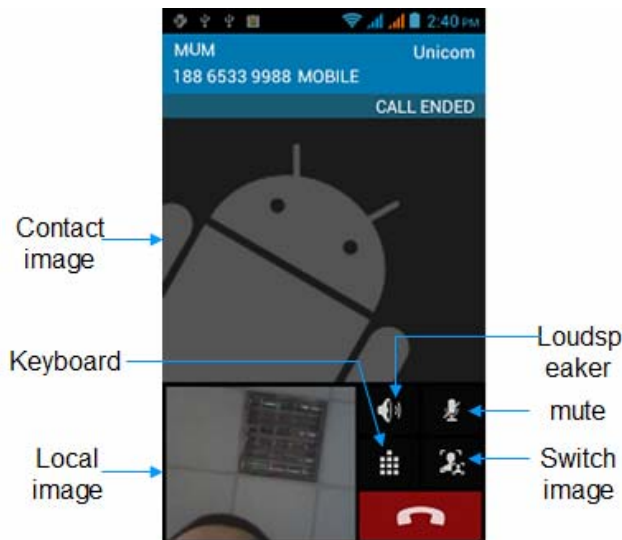 2:40 PM
MUM
Unicom
188 6533 9988 MOBILE
CALL ENDED
Contact
image
Keyboard
Local
image
Loudsp
eaker
mute
Switch
image